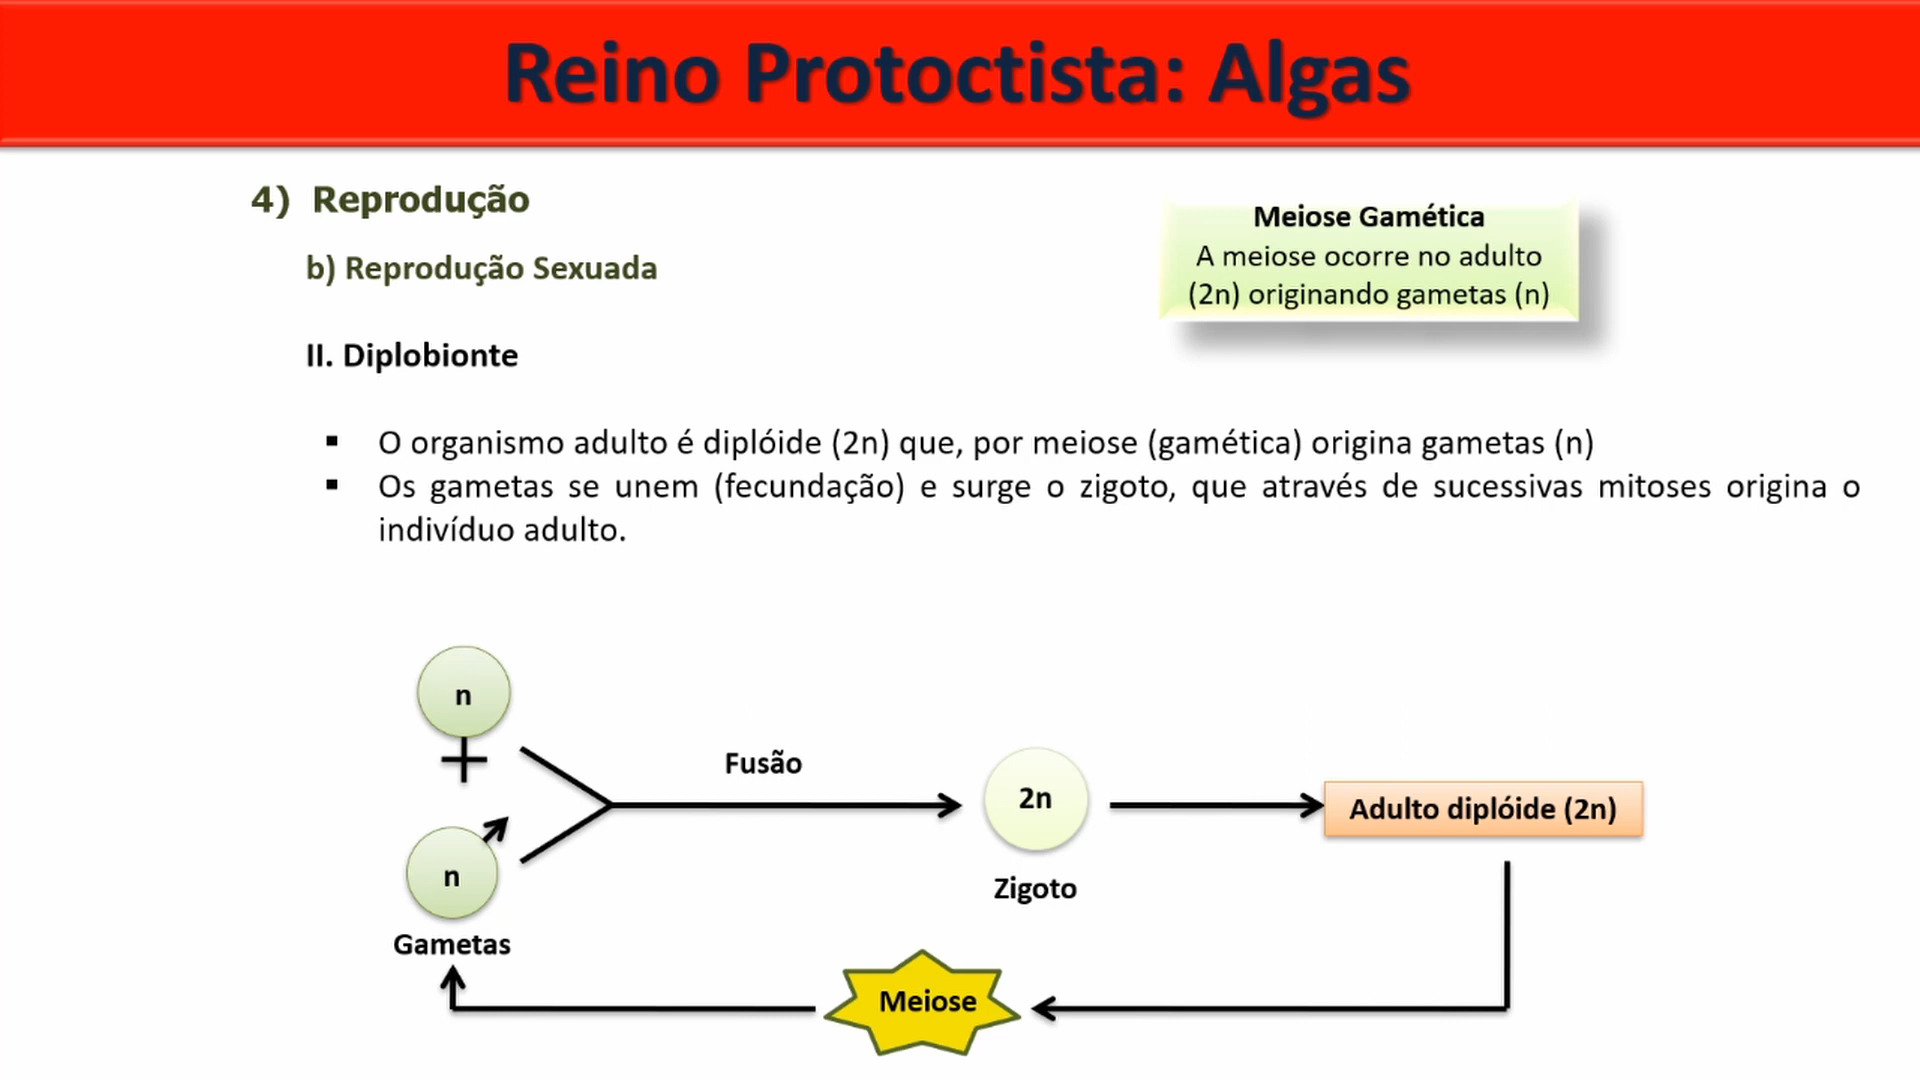 Reino Protoctista: Algas
4) Reprodução
b) Reprodução Sexuada
Meiose Gamética
A meiose ocorre no adulto
(2n) originando gametas (n)
II. Diplobionte
▪ O organismo adulto é diplóide (2n) que, por meiose (gamética) origina gametas (n)
▪ Os gametas se unem (fecundação) e surge o zigoto, que através de sucessivas mitoses origina o
indivíduo adulto.
n
Fusão
2n
Adulto diplóide (2n)
n
Zigoto
Gametas
Meiose